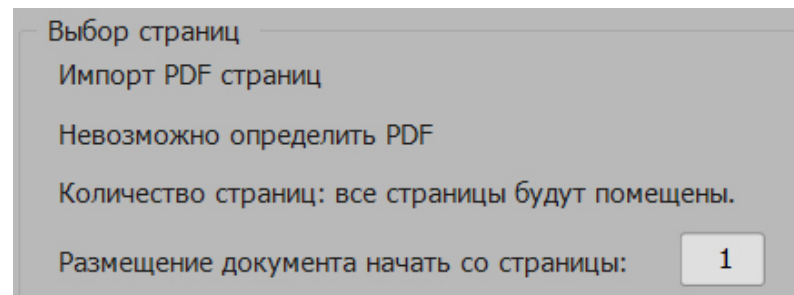 Выбор страниц
Импорт PDF страниц
Невозможно определить PDF
Количество страниц: все страницы будут помещены.
Размещение документа начать со страницы: 1